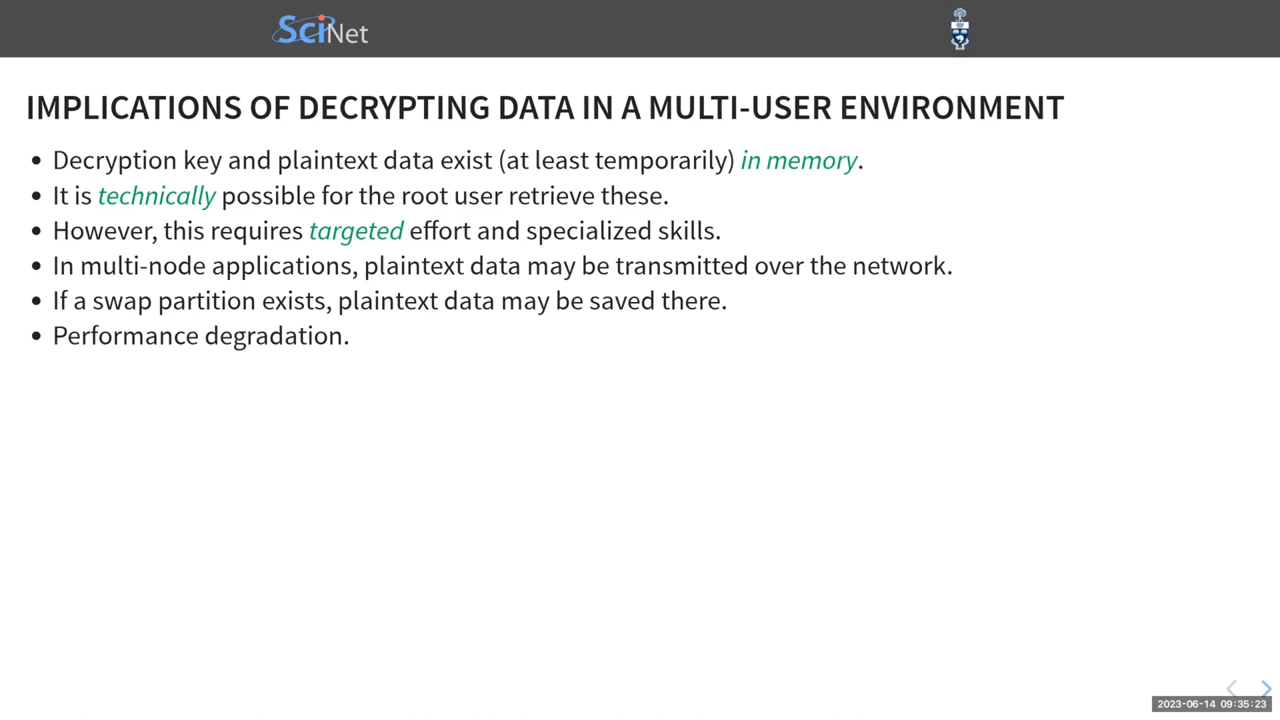 SciNet
IMPLICATIONS OF DECRYPTING DATA IN A MULTI-USER ENVIRONMENT
• Decryption key and plaintext data exist (at least temporarily) in memory.
• It is technically possible for the root user retrieve these.
• However, this requires targeted effort and specialized skills.
• In multi-node applications, plaintext data may be transmitted over the network.
• If a swap partition exists, plaintext data may be saved there.
• Performance degradation.
2023-06-14 09:35:23